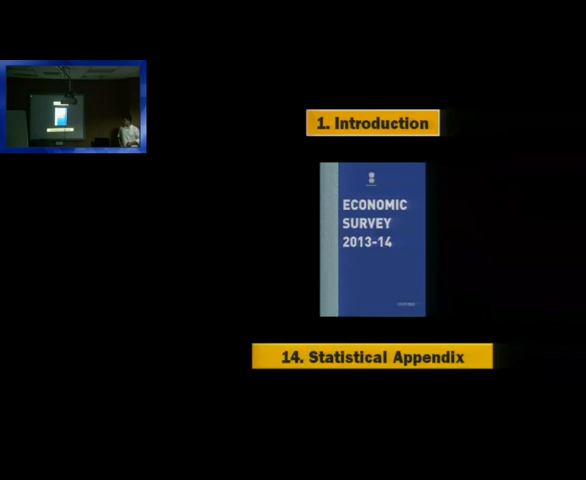 1. Introduction
ECONOMIC
SURVEY
2013-14
14. Statistical Appendix